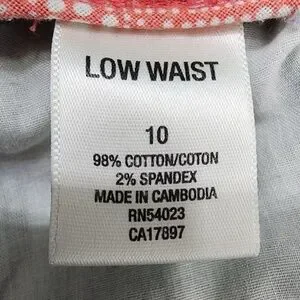 LOW WAIST
10
98% COTTON/COTON
2% SPANDEX
MADE IN CAMBODIA
RN54023
CA17897